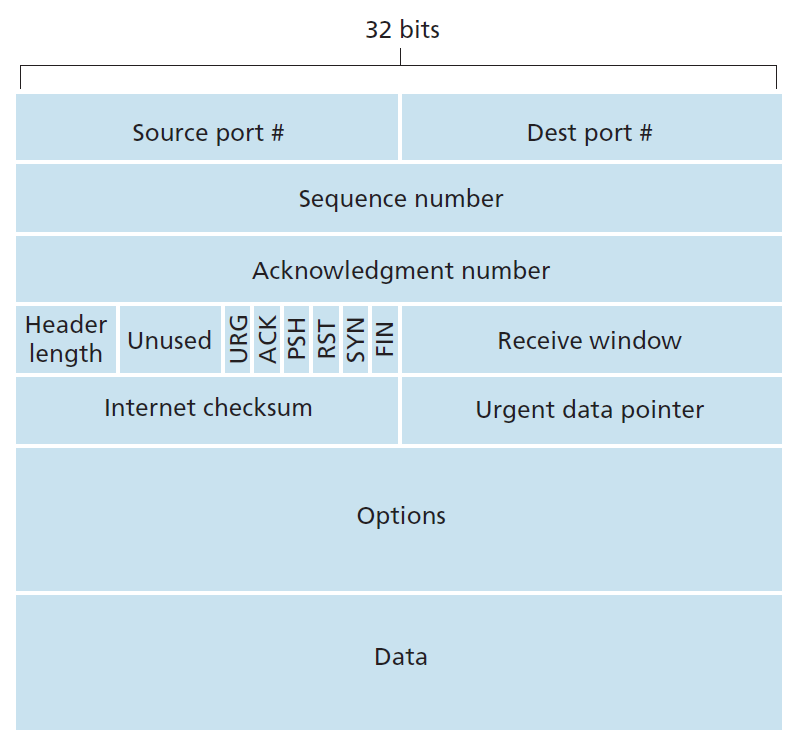 32 bits
Source port #
Dest port #
Sequence number
Acknowledgment number
Header
length
Unused
URG
ACK
PSH
RST
SYN
FIN
Receive window
Internet checksum
Urgent data pointer
Options
Data